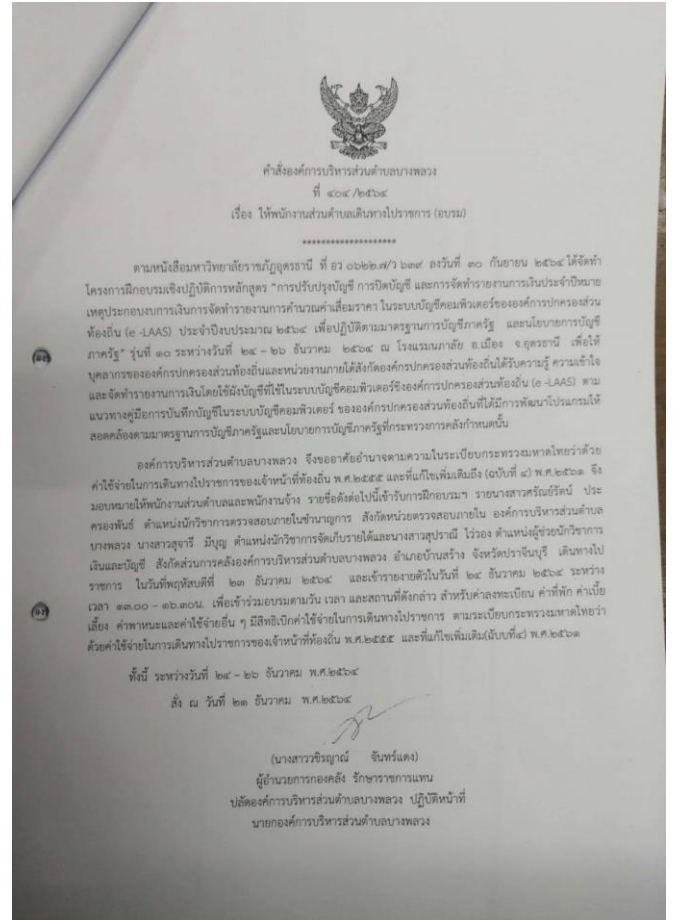 คำสั่งองค์การบริหารส่วนตำบลบางพลวง
ที่ ๔๐๔ /๒๕๖๔
เรื่อง ให้พนักงานส่วนตำบลเดินทางไปราชการ (อบรม)
********************
ตามหนังสือมหาวิทยาลัยราชภัฏอุดรธานี ที่ อว ๐๖๒๒.๗/ว ๖๓๙ ลงวันที่ ๓๐ กันยายน ๒๕๖๔ ได้จัดทำ
โครงการฝึกอบรมเชิงปฏิบัติการหลักสูตร “การปรับปรุงบัญชี การปิดบัญชี และการจัดทำรายงานการเงินประจำปีหมาย
เหตุประกอบงบการเงินการจัดทำรายงานการคำนวณค่าเสื่อมราคา ในระบบบัญชีคอมพิวเตอร์ขององค์การปกครองส่วน
ท้องถิ่น (e -LAAS) ประจำปีงบประมาณ ๒๕๖๔ เพื่อปฏิบัติตามมาตรฐานการบัญชีภาครัฐ และนโยบายการบัญชี
ภาครัฐ” รุ่นที่ ๑๐ ระหว่างวันที่ ๒๔ – ๒๖ ธันวาคม ๒๕๖๔ ณ โรงแรมนภาลัย อ.เมือง จ.อุดรธานี เพื่อให้
บุคลากรขององค์กรปกครองส่วนท้องถิ่นและหน่วยงานภายใต้สังกัดองค์กรปกครองส่วนท้องถิ่นได้รับความรู้ ความเข้าใจ
และจัดทำรายงานการเงินโดยใช้ผังบัญชีที่ใช้ในระบบบัญชีคอมพิวเตอร์ซึ่งองค์การปกครองส่วนท้องถิ่น (e -LAAS) ตาม
แนวทางคู่มือการบันทึกบัญชีในระบบบัญชีคอมพิวเตอร์ ขององค์กรปกครองส่วนท้องถิ่นที่ได้มีการพัฒนาโปรแกรมให้
สอดคล้องตามมาตรฐานการบัญชีภาครัฐและนโยบายการบัญชีภาครัฐที่กระทรวงการคลังกำหนดนั้น
องค์การบริหารส่วนตำบลบางพลวง จึงขออาศัยอำนาจตามความในระเบียบกระทรวงมหาดไทยว่าด้วย
ค่าใช้จ่ายในการเดินทางไปราชการของเจ้าหน้าที่ท้องถิ่น พ.ศ.๒๕๕๕ และที่แก้ไขเพิ่มเติมถึง (ฉบับที่ ๔) พ.ศ.๒๕๖๑ จึง
มอบหมายให้พนักงานส่วนตำบลและพนักงานจ้าง รายชื่อดังต่อไปนี้เข้ารับการฝึกอบรมฯ รายนางสาวศรัณย์รัตน์ ประ
ครองพันธ์ ตำแหน่งนักวิชาการตรวจสอบภายในชำนาญการ สังกัดหน่วยตรวจสอบภายใน องค์การบริหารส่วนตำบล
บางพลวง นางสาวสุจารี มีบุญ ตำแหน่งนักวิชาการจัดเก็บรายได้และนางสาวสุปราณี ไว่วอง ตำแหน่งผู้ช่วยนักวิชาการ
เงินและบัญชี สังกัดส่วนการคลังองค์การบริหารส่วนตำบลบางพลวง อำเภอบ้านสร้าง จังหวัดปราจีนบุรี เดินทางไป
ราชการ ในวันที่พฤหัสบดีที่ ๒๓ ธันวาคม ๒๕๖๔ และเข้ารายงายตัวในวันที่ ๒๔ ธันวาคม ๒๕๖๔ ระหว่าง
เวลา ๑๓.๐๐ – ๑๖.๓๐น. เพื่อเข้าร่วมอบรมตามวัน เวลา และสถานที่ดังกล่าว สำหรับค่าลงทะเบียน ค่าที่พัก ค่าเบี้ย
เลี้ยง ค่าพาหนะและค่าใช้จ่ายอื่น ๆ มีสิทธิเบิกค่าใช้จ่ายในการเดินทางไปราชการ ตามระเบียบกระทรวงมหาดไทยว่า
ด้วยค่าใช้จ่ายในการเดินทางไปราชการของเจ้าหน้าที่ท้องถิ่น พ.ศ.๒๕๕๕ และที่แก้ไขเพิ่มเติม(ฉบับที่๔) พ.ศ.๒๕๖๑
ทั้งนี้ ระหว่างวันที่ ๒๔ – ๒๖ ธันวาคม พ.ศ.๒๕๖๔
สั่ง ณ วันที่ ๒๑ ธันวาคม พ.ศ.๒๕๖๔
(นางสาววชิรญาณ์ จันทร์แดง)
ผู้อำนวยการกองคลัง รักษาราชการแทน
ปลัดองค์การบริหารส่วนตำบลบางพลวง ปฏิบัติหน้าที่
นายกองค์การบริหารส่วนตำบลบางพลวง